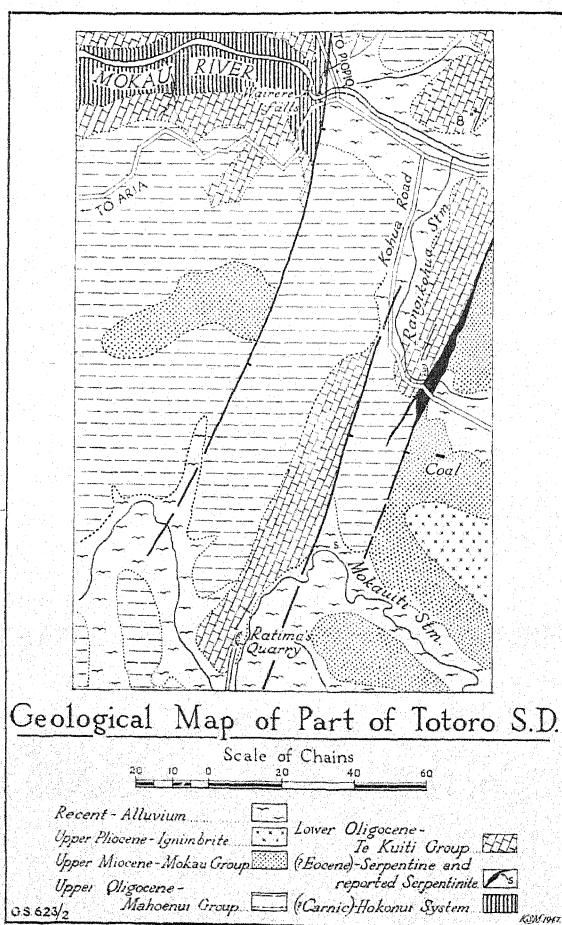 MOKAU RIVER
TO PIOPIO
Wairere
Falls
B
TO ARIA
Kohua Road
Rangikohua Stm.
Coal
S
Mokauiti Stm.
Ratima's
Quarry
Geological Map of Part of Totoro S.D.
Scale of Chains
20 10 0 20 40 60
Recent - Alluvium
Upper Pliocene - Ignimbrite
Upper Miocene - Mokau Group
Upper Oligocene -
Mahoenui Group
Lower Oligocene -
Te Kuiti Group
(?Eocene) - Serpentine and
reported Serpentinite
S
(?Carnic) - Hokonui System
G.S. 623/2